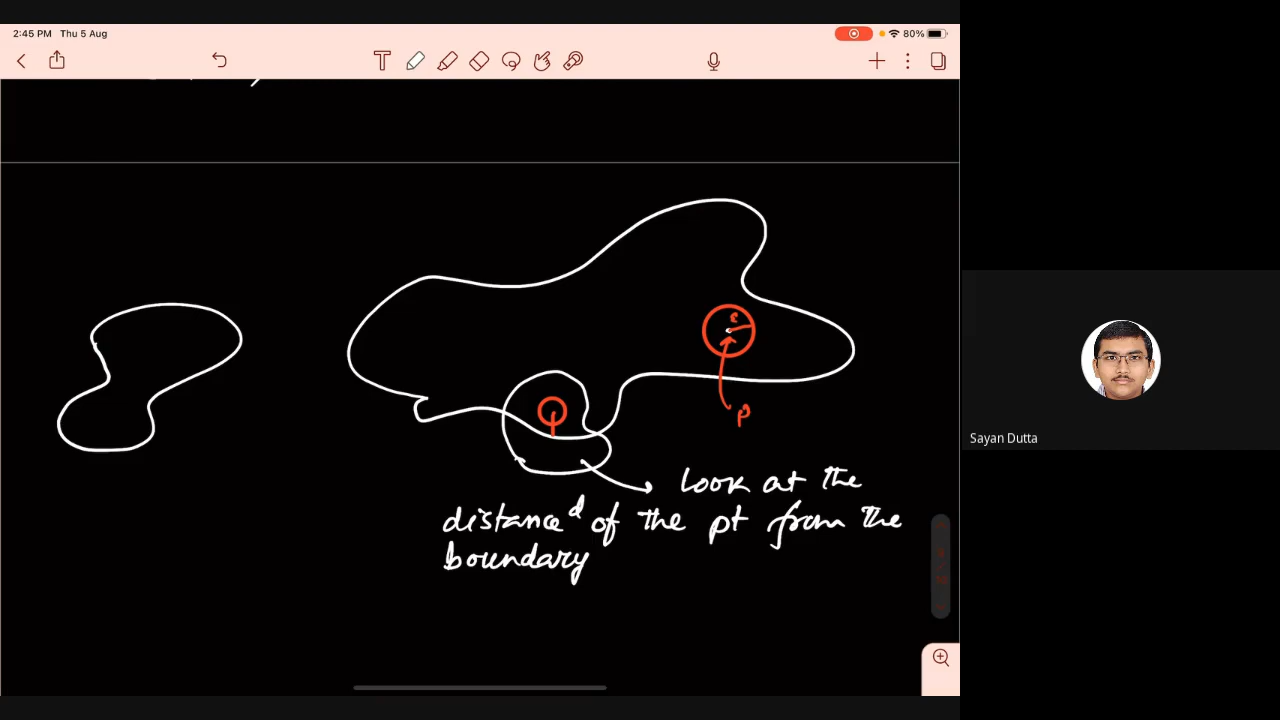 2:45 PM Thu 5 Aug
80%
r
p
look at the
distance d of the pt from the
boundary
Sayan Dutta